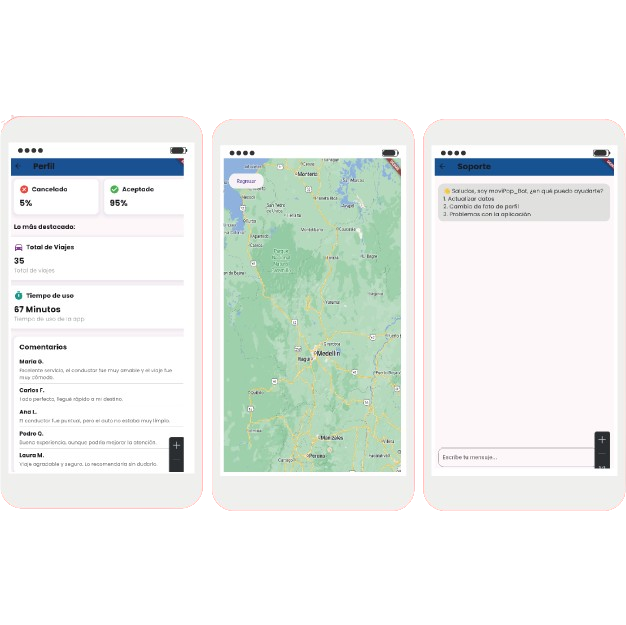 Perfil
Cancelado
5%
Aceptado
95%
Lo más destacado:
Total de Viajes
35
Total de viajes
Tiempo de uso
67 Minutos
Tiempo de uso de la app
Comentarios
María G.
Excelente servicio, el conductor fue muy amable y el viaje fue
muy cómodo.
Carlos F.
Todo perfecto, llegué rápido a mi destino.
Ana L.
El conductor fue puntual, pero el auto no estaba muy limpio.
Pedro G.
Buena experiencia, aunque podría mejorar la atención.
Laura M.
Viaje agradable y seguro. Lo recomendaría sin dudarlo.
Regresar
Montería
Medellín
Itagüí
Manizales
Pereira
Cartago
Soporte
👋 Saludos, soy moviPop_Bot, ¿en qué puedo ayudarte?
1. Actualizar datos
2. Cambio de foto de perfil
3. Problemas con la aplicación
Escribe tu mensaje...